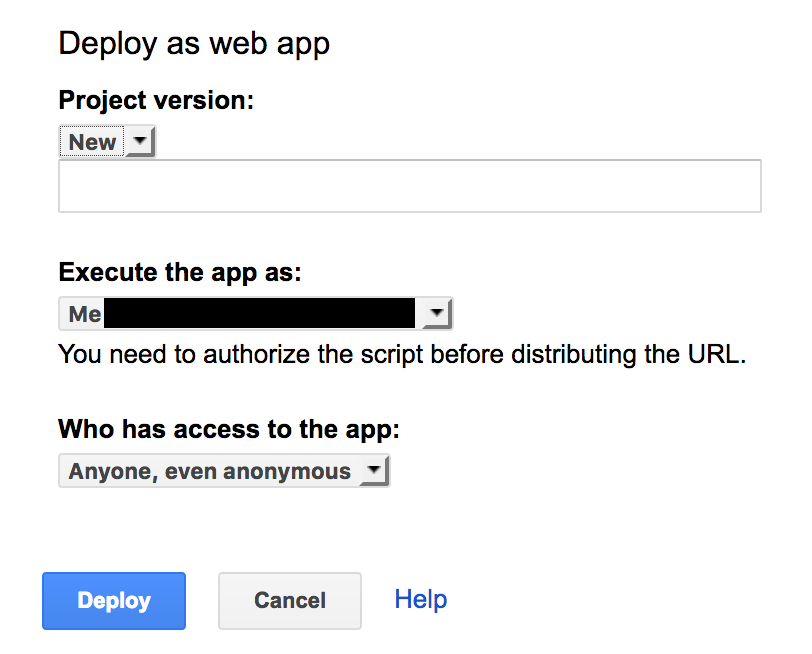 Deploy as web app
Project version:
New
Execute the app as:
Me
You need to authorize the script before distributing the URL.
Who has access to the app:
Anyone, even anonymous
Deploy Cancel Help